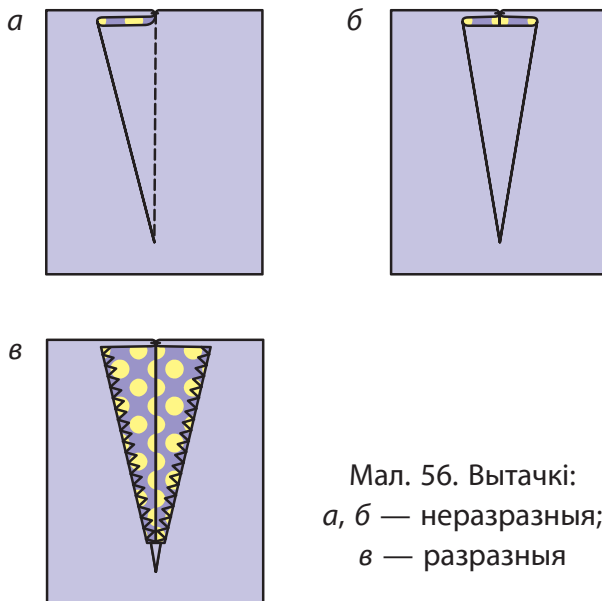 а
б
в
Мал. 56. Вытачкі:
а, б — неразразныя;
в — разразныя